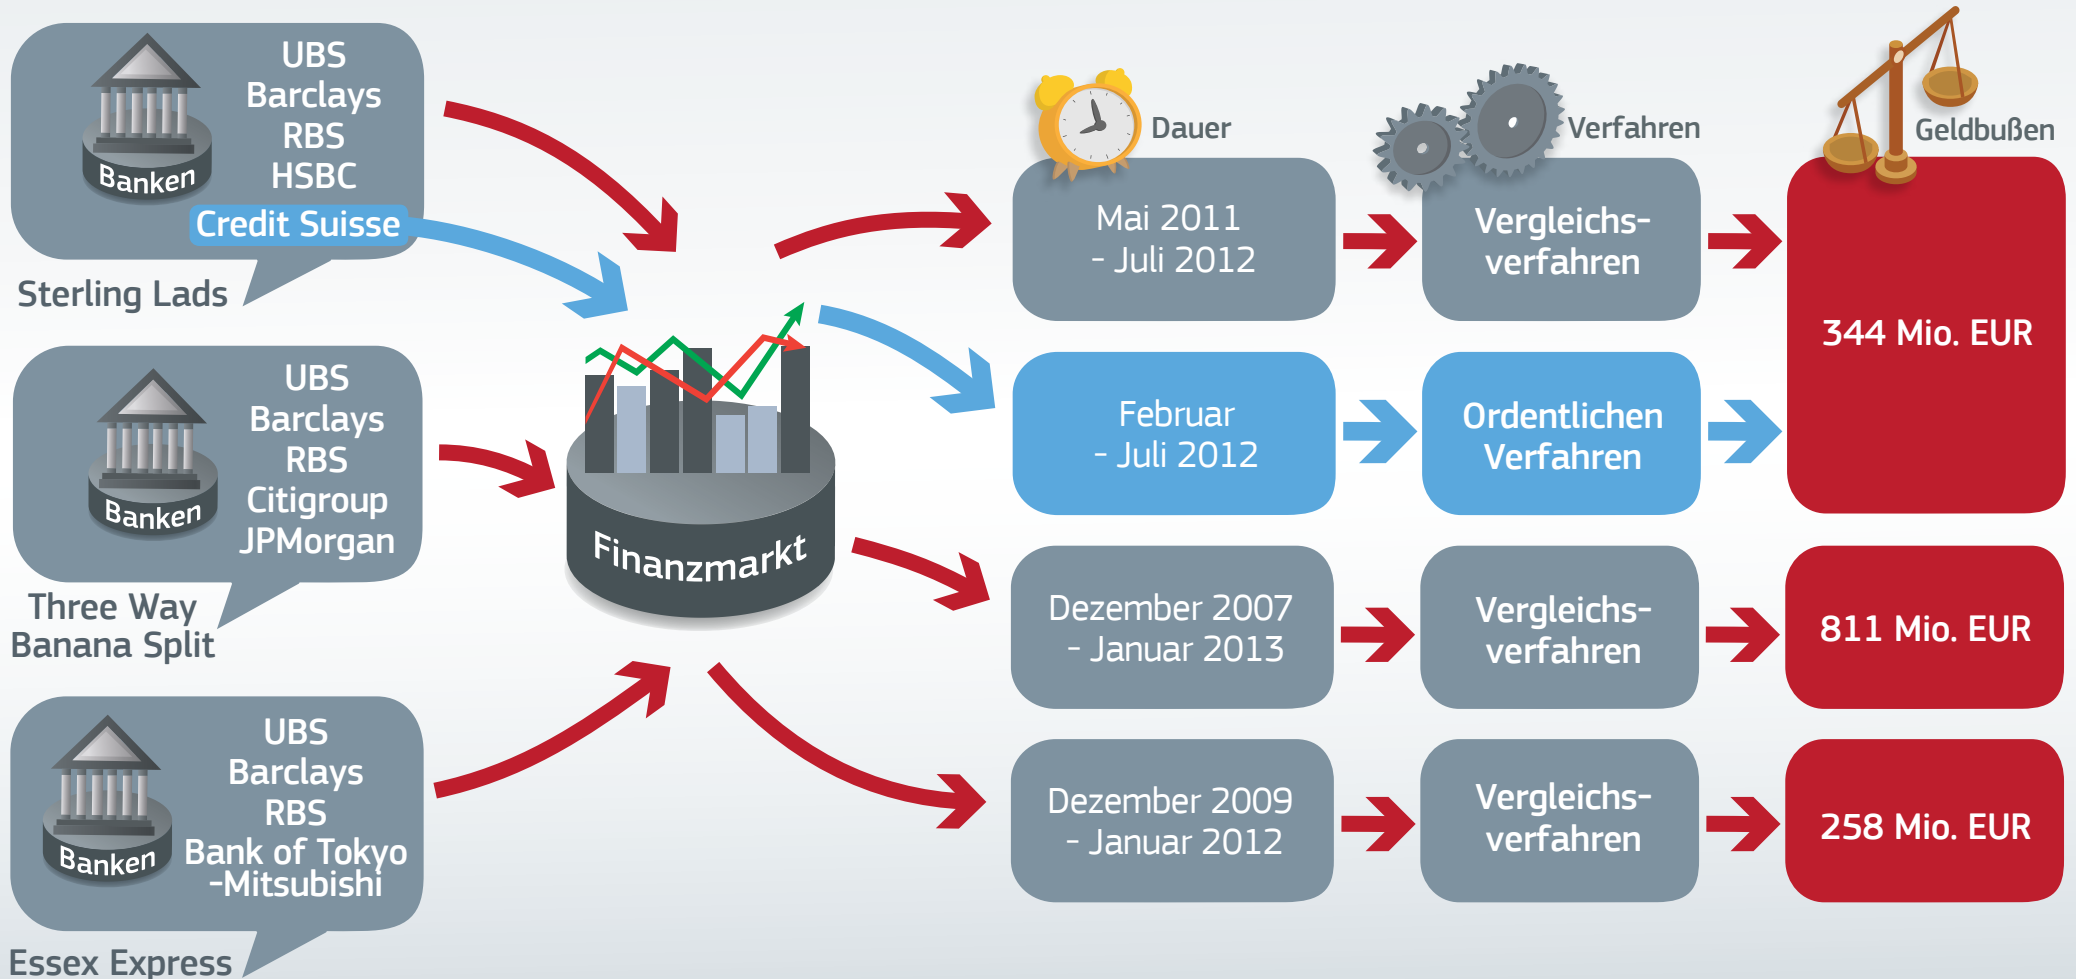 UBS
Barclays
RBS
HSBC
Credit Suisse
Banken
Sterling Lads
UBS
Barclays
RBS
Citigroup
JPMorgan
Banken
Three Way
Banana Split
UBS
Barclays
RBS
Bank of Tokyo
-Mitsubishi
Banken
Essex Express
Finanzmarkt
Dauer
Verfahren
Geldbußen
Mai 2011
- Juli 2012
Vergleichs-
verfahren
344 Mio. EUR
Februar
- Juli 2012
Ordentlichen
Verfahren
Dezember 2007
- Januar 2013
Vergleichs-
verfahren
811 Mio. EUR
Dezember 2009
- Januar 2012
Vergleichs-
verfahren
258 Mio. EUR